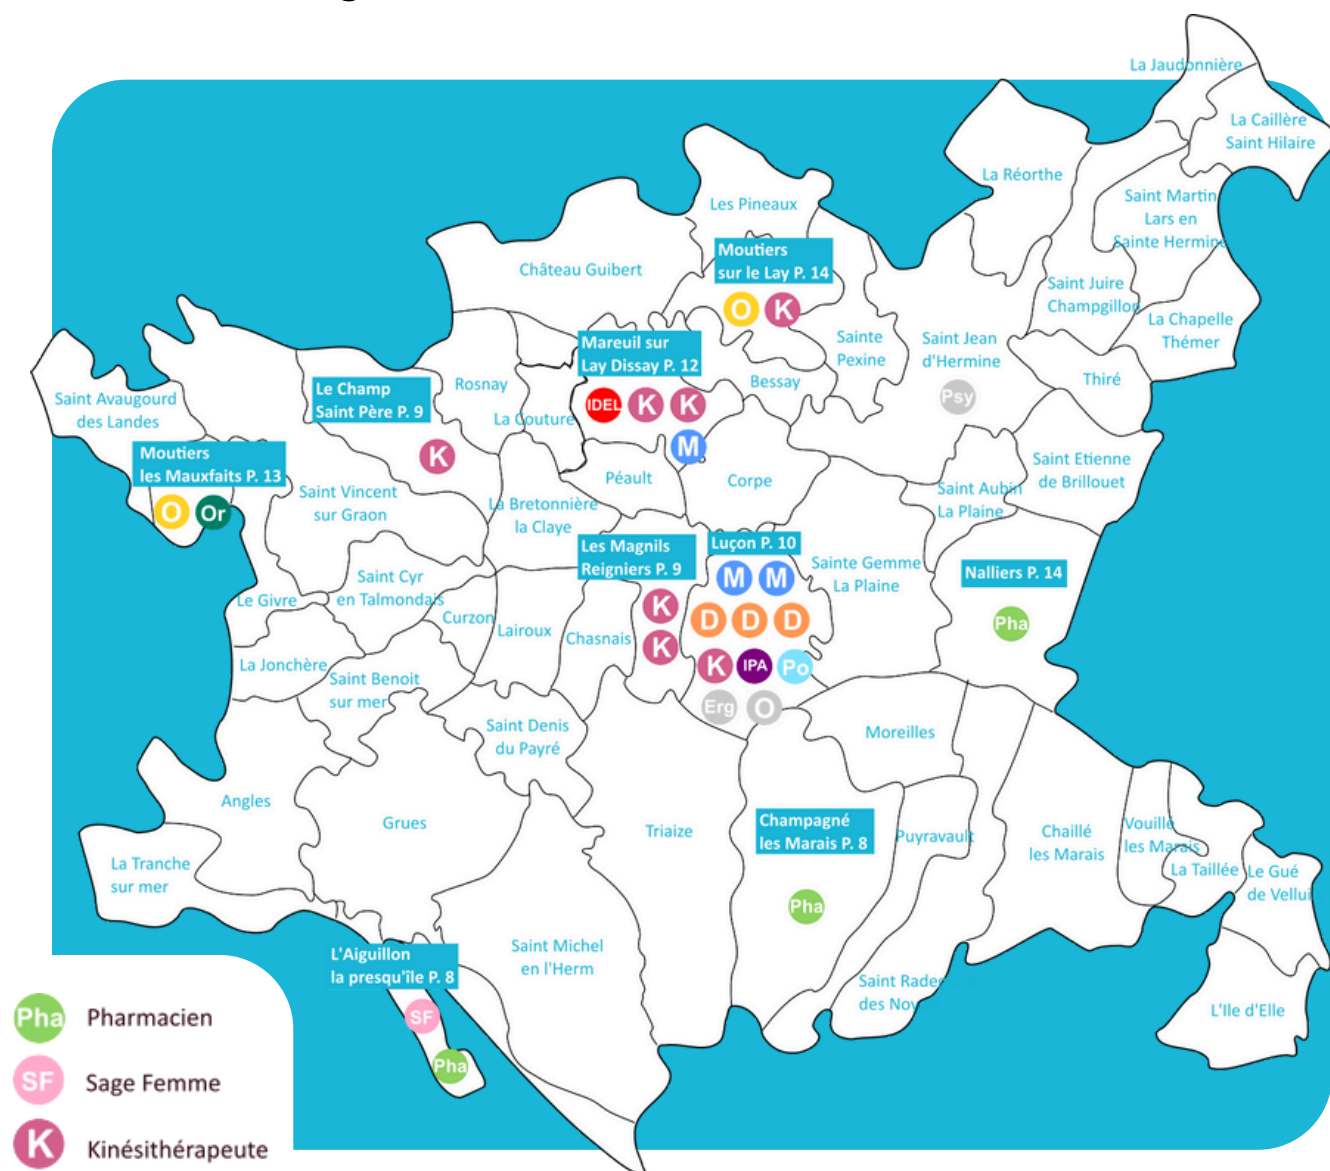 La Jaudonnière
La Caillère
Saint Hilaire
La Réorthe
Saint Martin
Lars en
Sainte Hermine
Les Pineaux
Moutiers
sur le Lay P. 14
O K
Château Guibert
Saint Juire
Champgillon
La Chapelle
Thémer
Sainte
Pexine
Saint Jean
d'Hermine
Psy
Thiré
Mareuil sur
Lay Dissay P. 12
IDEL K K
M
Bessay
Rosnay
La Couture
Le Champ
Saint Père P. 9
K
Saint Avaugourd
des Landes
Moutiers
les Mauxfaits P. 13
O Or
Saint Vincent
sur Graon
La Bretonnière
la Claye
Péault
Corpe
Saint Aubin
La Plaine
Saint Etienne
de Brillouet
Les Magnils
Reigniers P. 9
K
K
Luçon P. 10
M M
D D D
K IPA Po
Erg O
Sainte Gemme
La Plaine
Nalliers P. 14
Pha
Saint Cyr
en Talmondais
Le Givre
Curzon
Lairoux
Chasnais
La Jonchère
Saint Benoit
sur mer
Saint Denis
du Payré
Moreilles
Angles
Grues
Triaize
Champagné
les Marais P. 8
Pha
Puyravault
Chaillé
les Marais
Vouillé
les Marais
La Taillée
Le Gué
de Vellui
La Tranche
sur mer
L'Aiguillon
la presqu'île P. 8
SF
Pha
Saint Michel
en l'Herm
Saint Rade
des Noy
L'Ile d'Elle
Pha Pharmacien
SF Sage Femme
K Kinésithérapeute